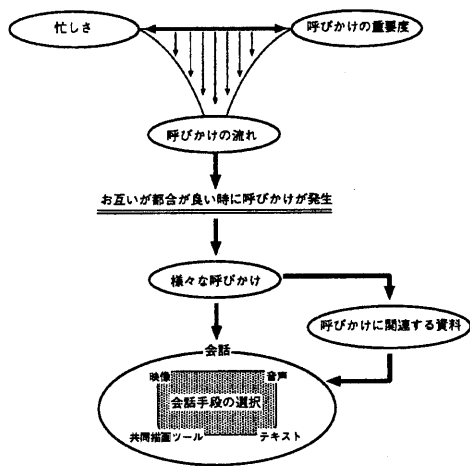 忙しさ
呼びかけの重要度
呼びかけの流れ
お互いが都合が良い時に呼びかけが発生
様々な呼びかけ
呼びかけに関連する資料
会話
映像
音声
会話手段の選択
共同描画ツール
テキスト